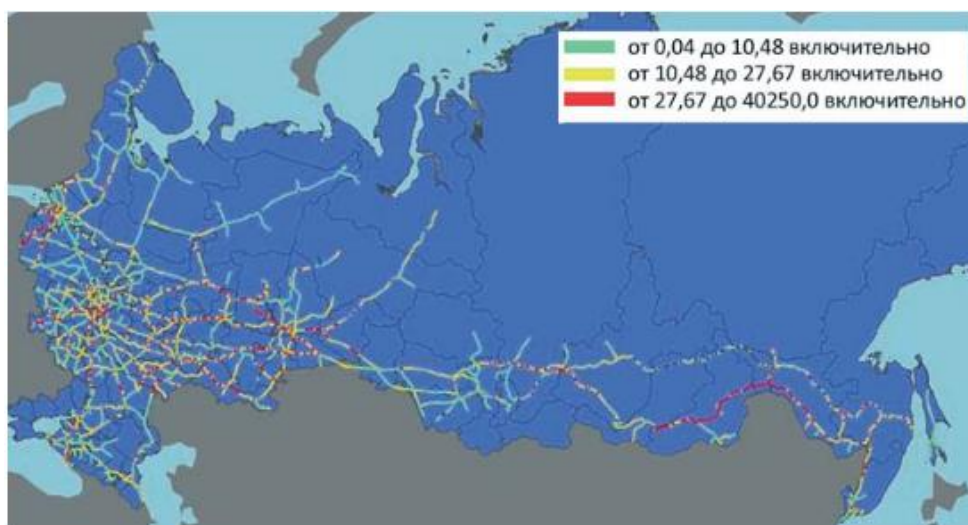 от 0,04 до 10,48 включительно
от 10,48 до 27,67 включительно
от 27,67 до 40250,0 включительно